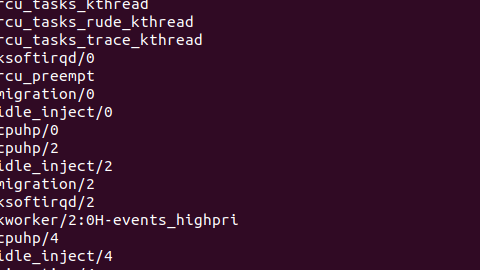 rcu_tasks_kthread
rcu_tasks_rude_kthread
rcu_tasks_trace_kthread
ksoftirqd/0
rcu_preempt
migration/0
idle_inject/0
cpuhp/0
cpuhp/2
idle_inject/2
migration/2
ksoftirqd/2
kworker/2:0H-events_highpri
cpuhp/4
idle_inject/4